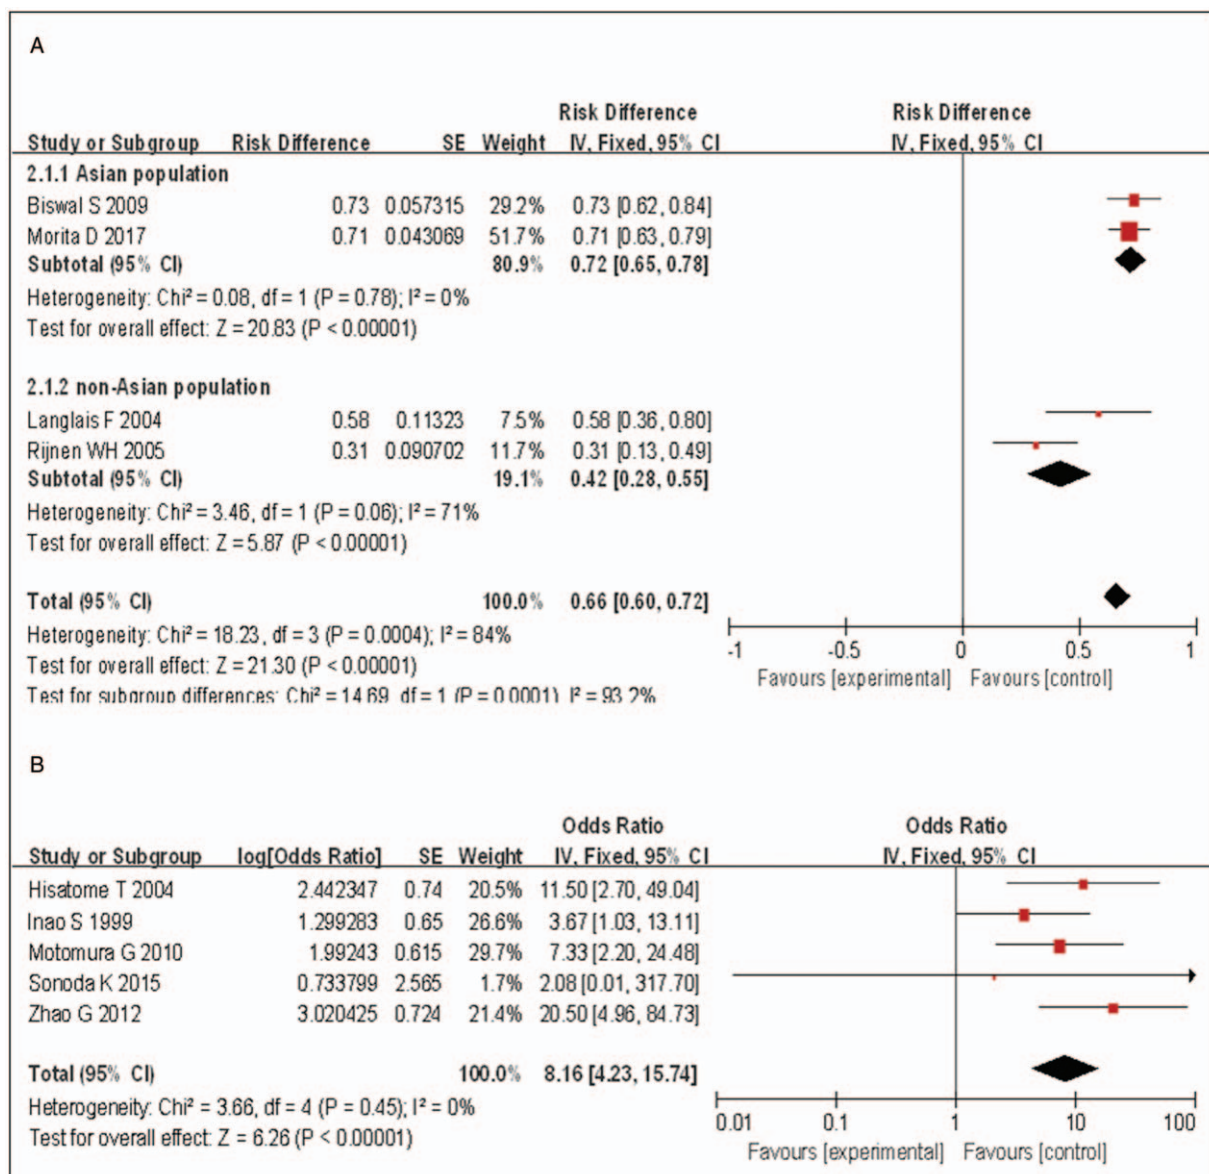 A
Risk Difference Risk Difference
Study or Subgroup Risk Difference SE Weight IV, Fixed, 95% CI IV, Fixed, 95% CI
2.1.1 Asian population
Biswal S 2009 0.73 0.057315 29.2% 0.73 [0.62, 0.84]
Morita D 2017 0.71 0.043069 51.7% 0.71 [0.63, 0.79]
Subtotal (95% CI) 80.9% 0.72 [0.65, 0.78]
Heterogeneity: Chi² = 0.08, df = 1 (P = 0.78); I² = 0%
Test for overall effect: Z = 20.83 (P < 0.00001)
2.1.2 non-Asian population
Langlais F 2004 0.58 0.11323 7.5% 0.58 [0.36, 0.80]
Rijnen WH 2005 0.31 0.090702 11.7% 0.31 [0.13, 0.49]
Subtotal (95% CI) 19.1% 0.42 [0.28, 0.55]
Heterogeneity: Chi² = 3.46, df = 1 (P = 0.06); I² = 71%
Test for overall effect: Z = 5.87 (P < 0.00001)
Total (95% CI) 100.0% 0.66 [0.60, 0.72]
Heterogeneity: Chi² = 18.23, df = 3 (P = 0.0004); I² = 84%
Test for overall effect: Z = 21.30 (P < 0.00001)
Test for subgroup differences: Chi² = 14.69, df = 1 (P = 0.0001), I² = 93.2%
-1 -0.5 0 0.5 1
Favours [experimental] Favours [control]
B
Odds Ratio Odds Ratio
Study or Subgroup log[Odds Ratio] SE Weight IV, Fixed, 95% CI IV, Fixed, 95% CI
Hisatome T 2004 2.442347 0.74 20.5% 11.50 [2.70, 49.04]
Inao S 1999 1.299283 0.65 26.6% 3.67 [1.03, 13.11]
Motomura G 2010 1.99243 0.615 29.7% 7.33 [2.20, 24.48]
Sonoda K 2015 0.733799 2.565 1.7% 2.08 [0.01, 317.70]
Zhao G 2012 3.020425 0.724 21.4% 20.50 [4.96, 84.73]
Total (95% CI) 100.0% 8.16 [4.23, 15.74]
Heterogeneity: Chi² = 3.66, df = 4 (P = 0.45); I² = 0%
Test for overall effect: Z = 6.26 (P < 0.00001)
0.01 0.1 1 10 100
Favours [experimental] Favours [control]